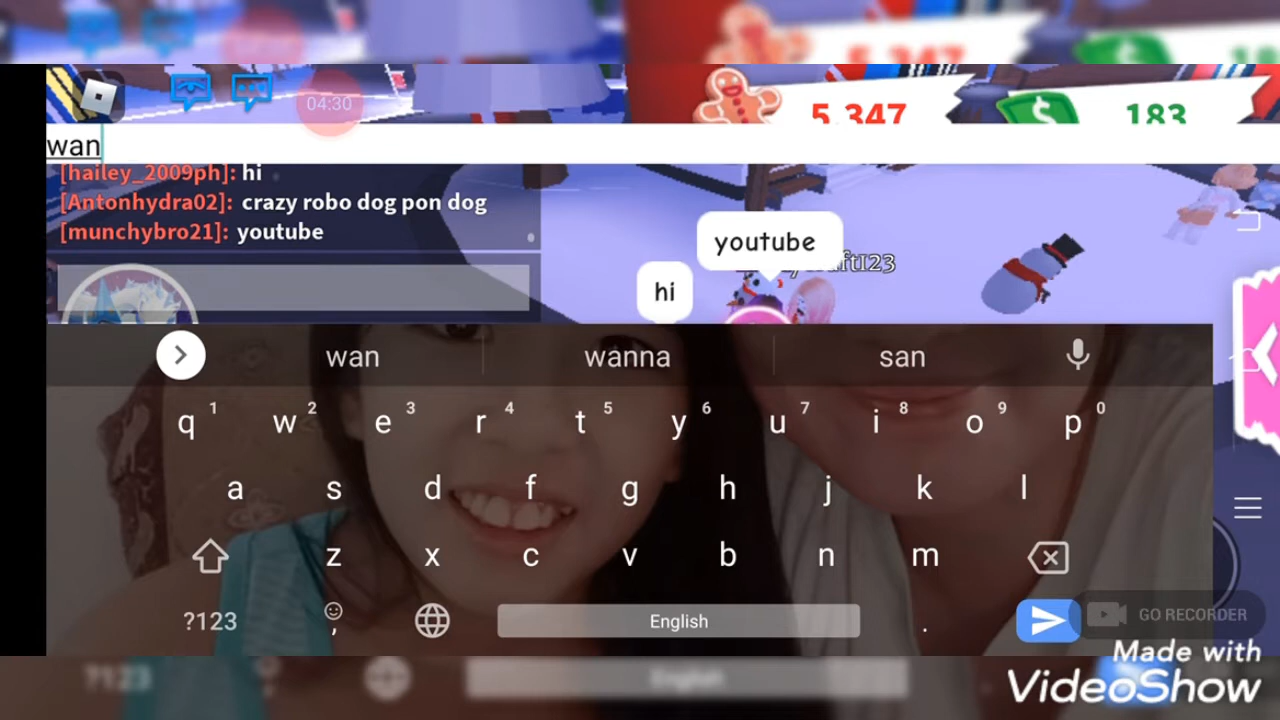 5,347
183
04:30
wan
[hailey_2009ph]: hi
[Antonhydra02]: crazy robo dog pon dog
[munchybro21]: youtube
youtube
hi
wan wanna san
q 1 w 2 e 3 r 4 t 5 y 6 u 7 i 8 o 9 p 0
a s d f g h j k l
z x c v b n m
?123 , English .
GO RECORDER
Made with
VideoShow